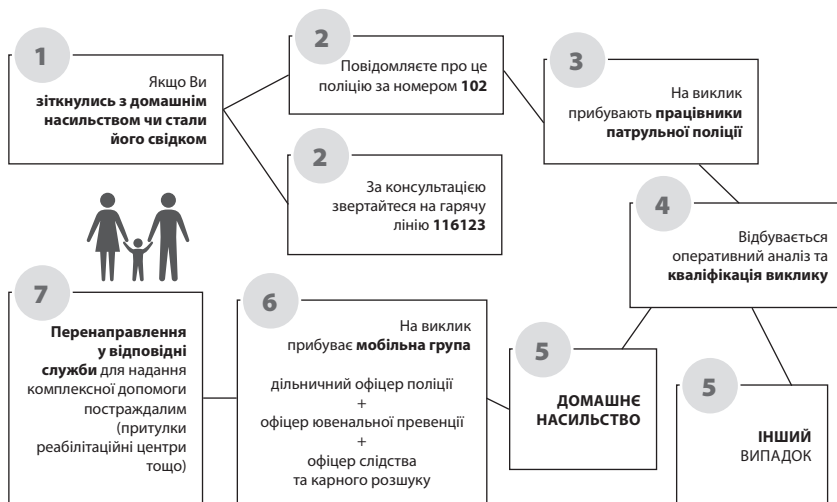 1
Якщо Ви
зіткнулись з домашнім
насильством чи стали
його свідком
2
Повідомляєте про це
поліцію за номером 102
2
За консультацією
звертайтеся на гарячу
лінію 116123
3
На виклик
прибувають працівники
патрульної поліції
4
Відбувається
оперативний аналіз та
кваліфікація виклику
5
ДОМАШНЄ
НАСИЛЬСТВО
5
ІНШИЙ
ВИПАДОК
6
На виклик
прибуває мобільна група
дільничний офіцер поліції
+
офіцер ювенальної превенції
+
офіцер слідства
та карного розшуку
7
Перенаправлення
у відповідні
служби для надання
комплексної допомоги
постраждалим
(притулки
реабілітаційні центри
тощо)